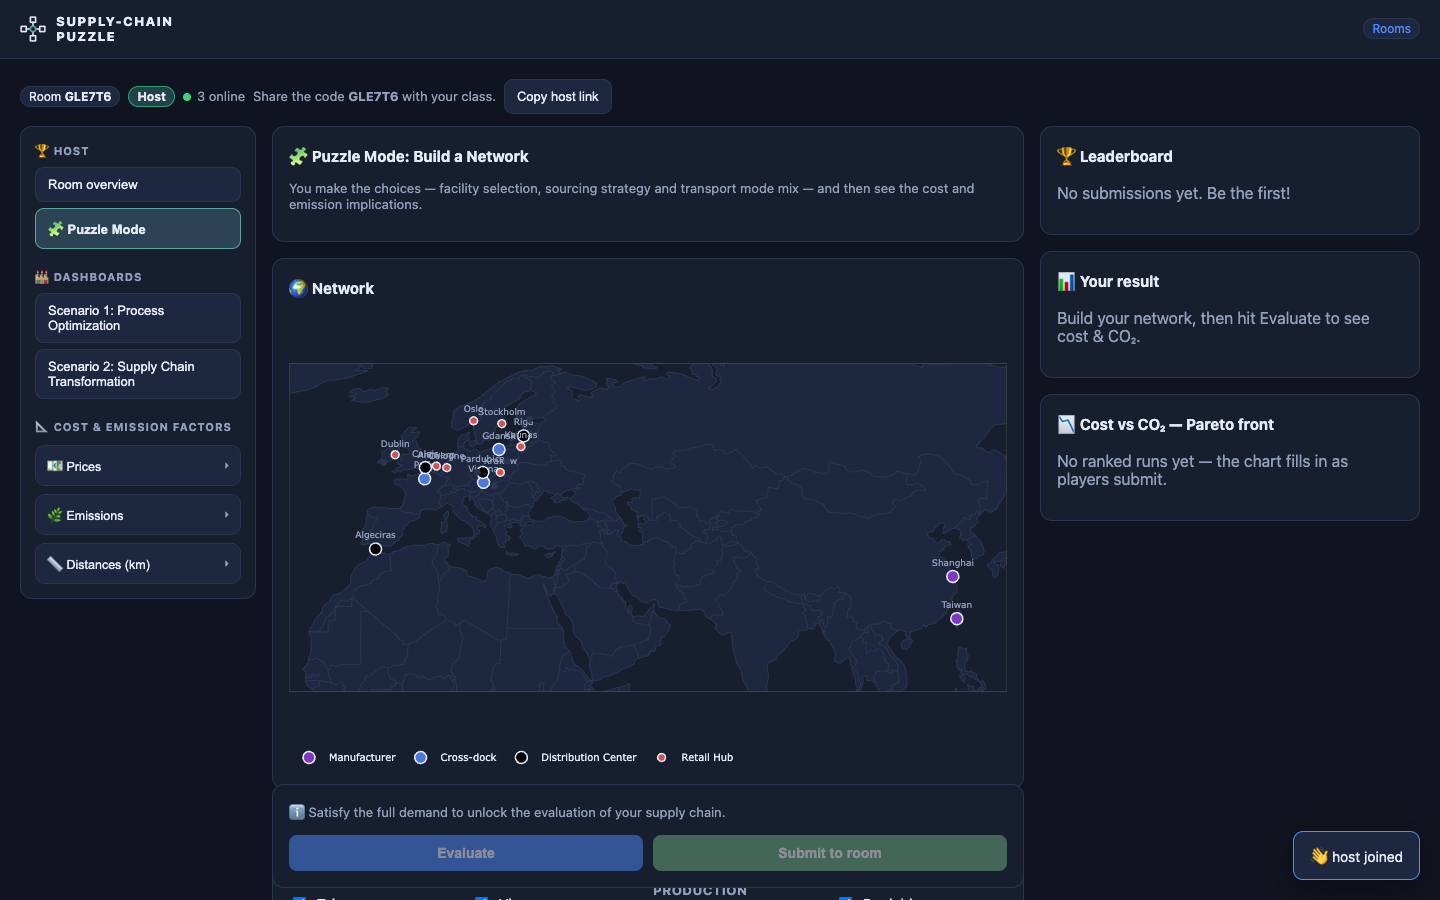 SUPPLY-CHAIN
PUZZLE
Rooms
Room GLE7T6
Host
3 online
Share the code GLE7T6 with your class.
Copy host link
HOST
Room overview
Puzzle Mode
DASHBOARDS
Scenario 1: Process
Optimization
Scenario 2: Supply Chain
Transformation
COST & EMISSION FACTORS
Prices
Emissions
Distances (km)
Puzzle Mode: Build a Network
You make the choices — facility selection, sourcing strategy and transport mode mix — and then see the cost and
emission implications.
Network
Oslo
Stockholm
Riga
Gdansk
Dublin
Pardubice
Algeciras
Shanghai
Taiwan
Manufacturer
Cross-dock
Distribution Center
Retail Hub
Satisfy the full demand to unlock the evaluation of your supply chain.
Evaluate
Submit to room
PRODUCTION
Leaderboard
No submissions yet. Be the first!
Your result
Build your network, then hit Evaluate to see
cost & CO₂.
Cost vs CO₂ — Pareto front
No ranked runs yet — the chart fills in as
players submit.
host joined